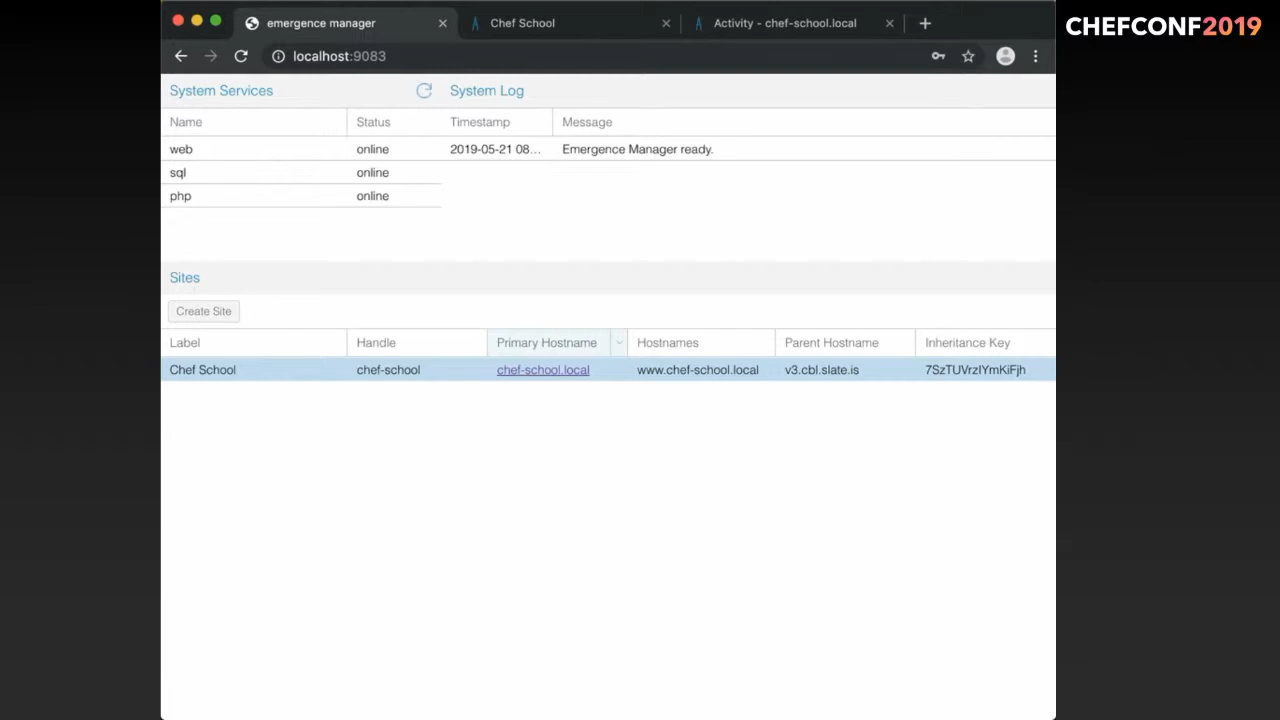 emergence manager
Chef School
Activity - chef-school.local
CHEFCONF2019
localhost:9083
System Services
System Log
Name Status Timestamp Message
web online 2019-05-21 08... Emergence Manager ready.
sql online
php online
Sites
Create Site
Label Handle Primary Hostname Hostnames Parent Hostname Inheritance Key
Chef School chef-school chef-school.local www.chef-school.local v3.cbl.slate.is 7SzTUVrzIYmKiFjh